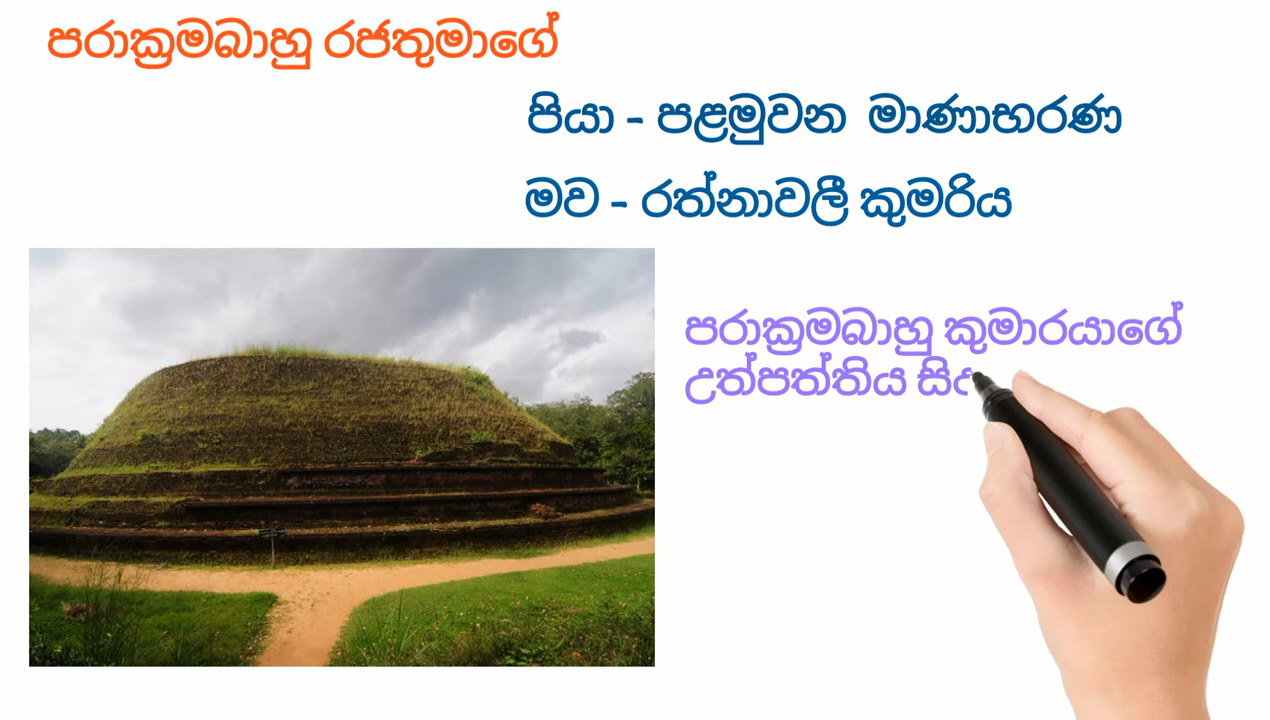 පරාක්‍රමබාහු රජතුමාගේ
පියා - පළමුවන මාණාභරණ
මව - රත්නාවලී කුමරිය
පරාක්‍රමබාහු කුමාරයාගේ
උත්පත්තිය